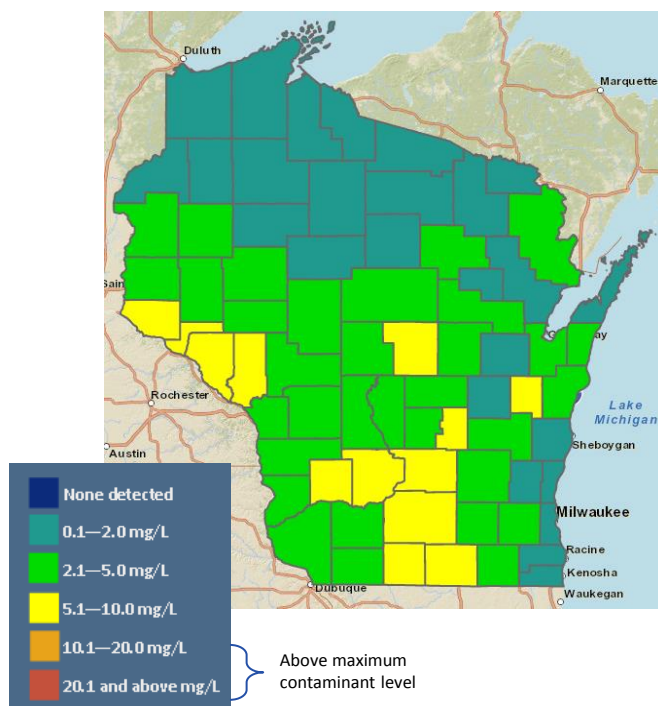 Duluth
Marquette
Sain
ay
Rochester
Lake
Michigan
Austin
Sheboygan
None detected
Milwaukee
0.1—2.0 mg/L
Racine
2.1—5.0 mg/L
Kenosha
Dubuque
Waukegan
5.1—10.0 mg/L
10.1—20.0 mg/L
Above maximum
contaminant level
20.1 and above mg/L